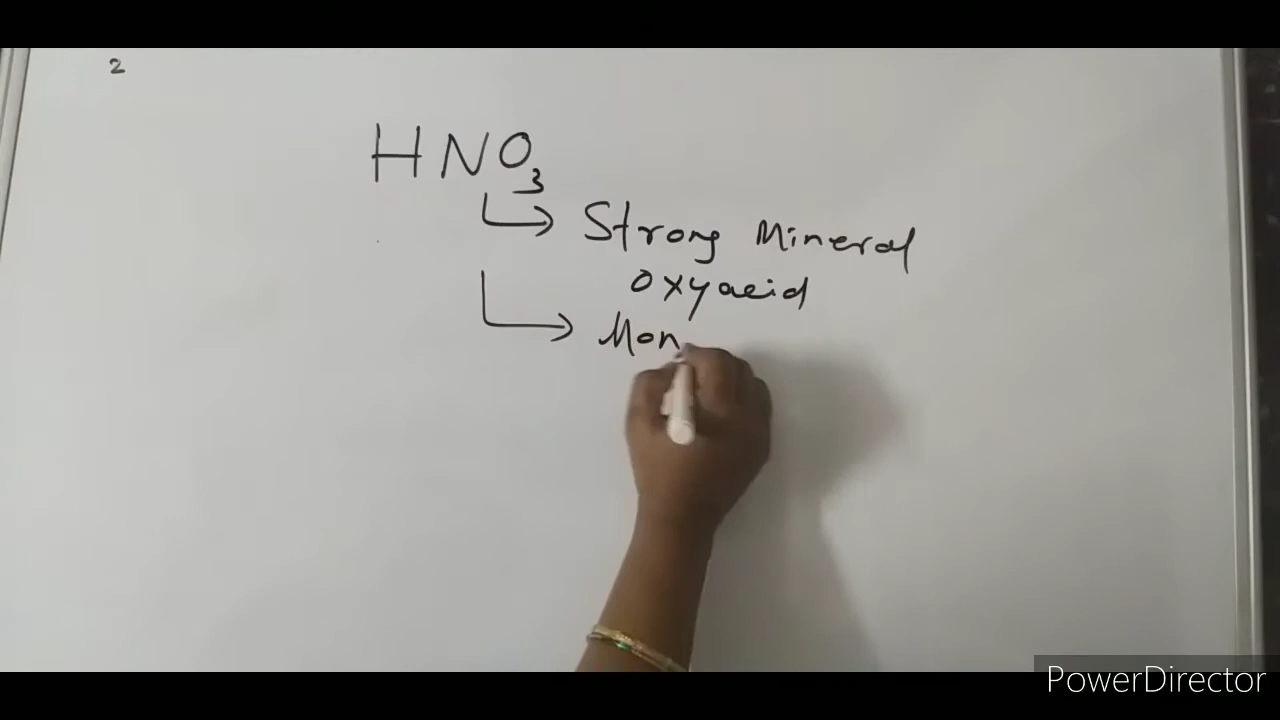 2
HNO₃
Strong Mineral
oxyacid
Mon
PowerDirector